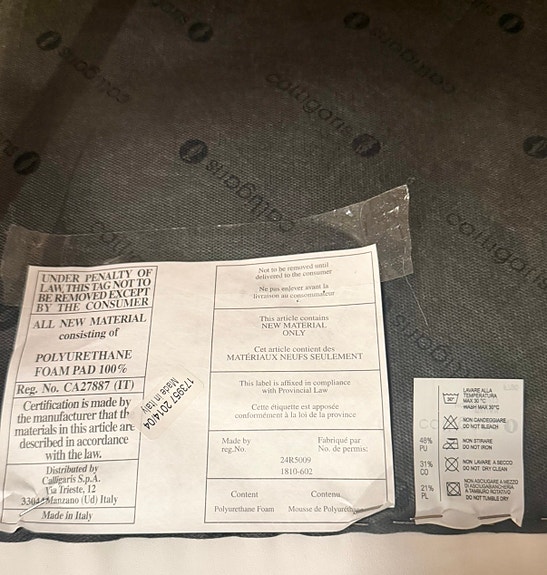 calligaris
calligaris
calligaris
calligaris
calligaris
UNDER PENALTY OF
LAW, THIS TAG NOT TO
BE REMOVED EXCEPT
BY THE CONSUMER
ALL NEW MATERIAL
consisting of
POLYURETHANE
FOAM PAD 100%
Reg. No. CA27887 (IT)
Certification is made by
the manufacturer that the
materials in this article are
described in accordance
with the law.
Distributed by
Calligaris S.p.A.
Via Trieste, 12
33044 Manzano (Ud) Italy
Made in Italy
173957 2014/04
Made in Italy
Not to be removed until
delivered to the consumer
Ne pas enlever avant la
livraison au consommateur
This article contains
NEW MATERIAL
ONLY
Cet article contient des
MATÉRIAUX NEUFS SEULEMENT
This label is affixed in compliance
with Provincial Law
Cette étiquette est apposée
conformément à la loi de la province
Made by
reg.No.
Fabriqué par
No. de permis:
24R5009
1810-602
Content
Contenu
Polyurethane Foam
Mousse de Polyuréthane
48%
PU
31%
CO
21%
PL
30°
LAVARE ALLA
TEMPERATURA
MAX 30 °C
WASH MAX 30°C
NON CANDEGGIARE
DO NOT BLEACH
NON STIRARE
DO NOT IRON
NON LAVARE A SECCO
DO NOT DRY CLEAN
NON ASCIUGARE A MEZZO
DI ASCIUGABIANCHERIA
A TAMBURO ROTATIVO
DO NOT TUMBLE DRY